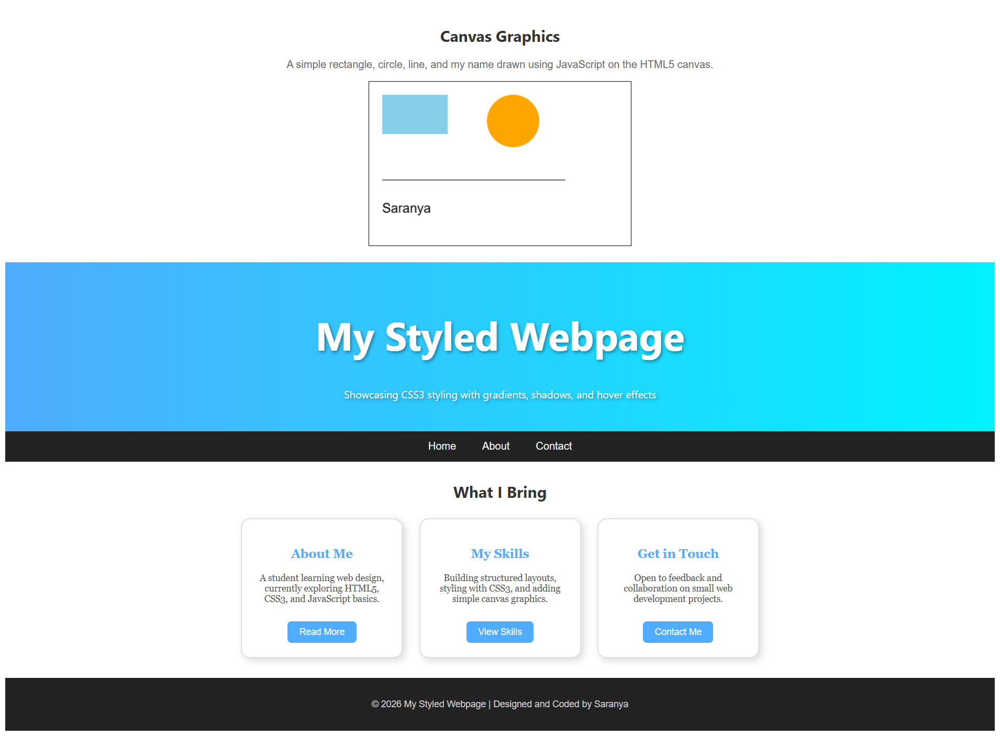 Canvas Graphics
A simple rectangle, circle, line, and my name drawn using JavaScript on the HTML5 canvas.
Saranya
My Styled Webpage
Showcasing CSS3 styling with gradients, shadows, and hover effects
Home About Contact
What I Bring
About Me
A student learning web design,
currently exploring HTML5,
CSS3, and JavaScript basics.
Read More
My Skills
Building structured layouts,
styling with CSS3, and adding
simple canvas graphics.
View Skills
Get in Touch
Open to feedback and
collaboration on small web
development projects.
Contact Me
© 2026 My Styled Webpage | Designed and Coded by Saranya